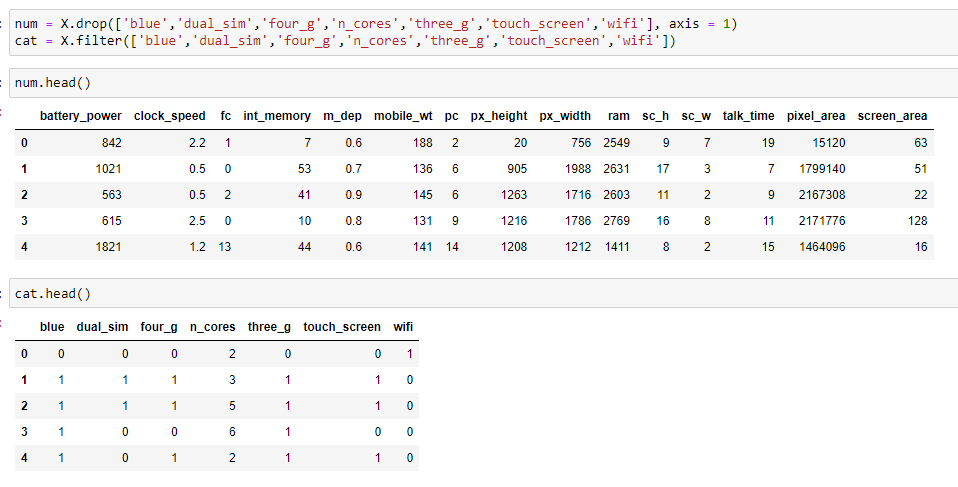 num = X.drop(['blue','dual_sim','four_g','n_cores','three_g','touch_screen','wifi'], axis = 1)
cat = X.filter(['blue','dual_sim','four_g','n_cores','three_g','touch_screen','wifi'])
num.head()
battery_power clock_speed fc int_memory m_dep mobile_wt pc px_height px_width ram sc_h sc_w talk_time pixel_area screen_area
0 842 2.2 1 7 0.6 188 2 20 756 2549 9 7 19 15120 63
1 1021 0.5 0 53 0.7 136 6 905 1988 2631 17 3 7 1799140 51
2 563 0.5 2 41 0.9 145 6 1263 1716 2603 11 2 9 2167308 22
3 615 2.5 0 10 0.8 131 9 1216 1786 2769 16 8 11 2171776 128
4 1821 1.2 13 44 0.6 141 14 1208 1212 1411 8 2 15 1464096 16
cat.head()
blue dual_sim four_g n_cores three_g touch_screen wifi
0 0 0 0 2 0 0 1
1 1 1 1 3 1 1 0
2 1 1 1 5 1 1 0
3 1 0 0 6 1 0 0
4 1 0 1 2 1 1 0